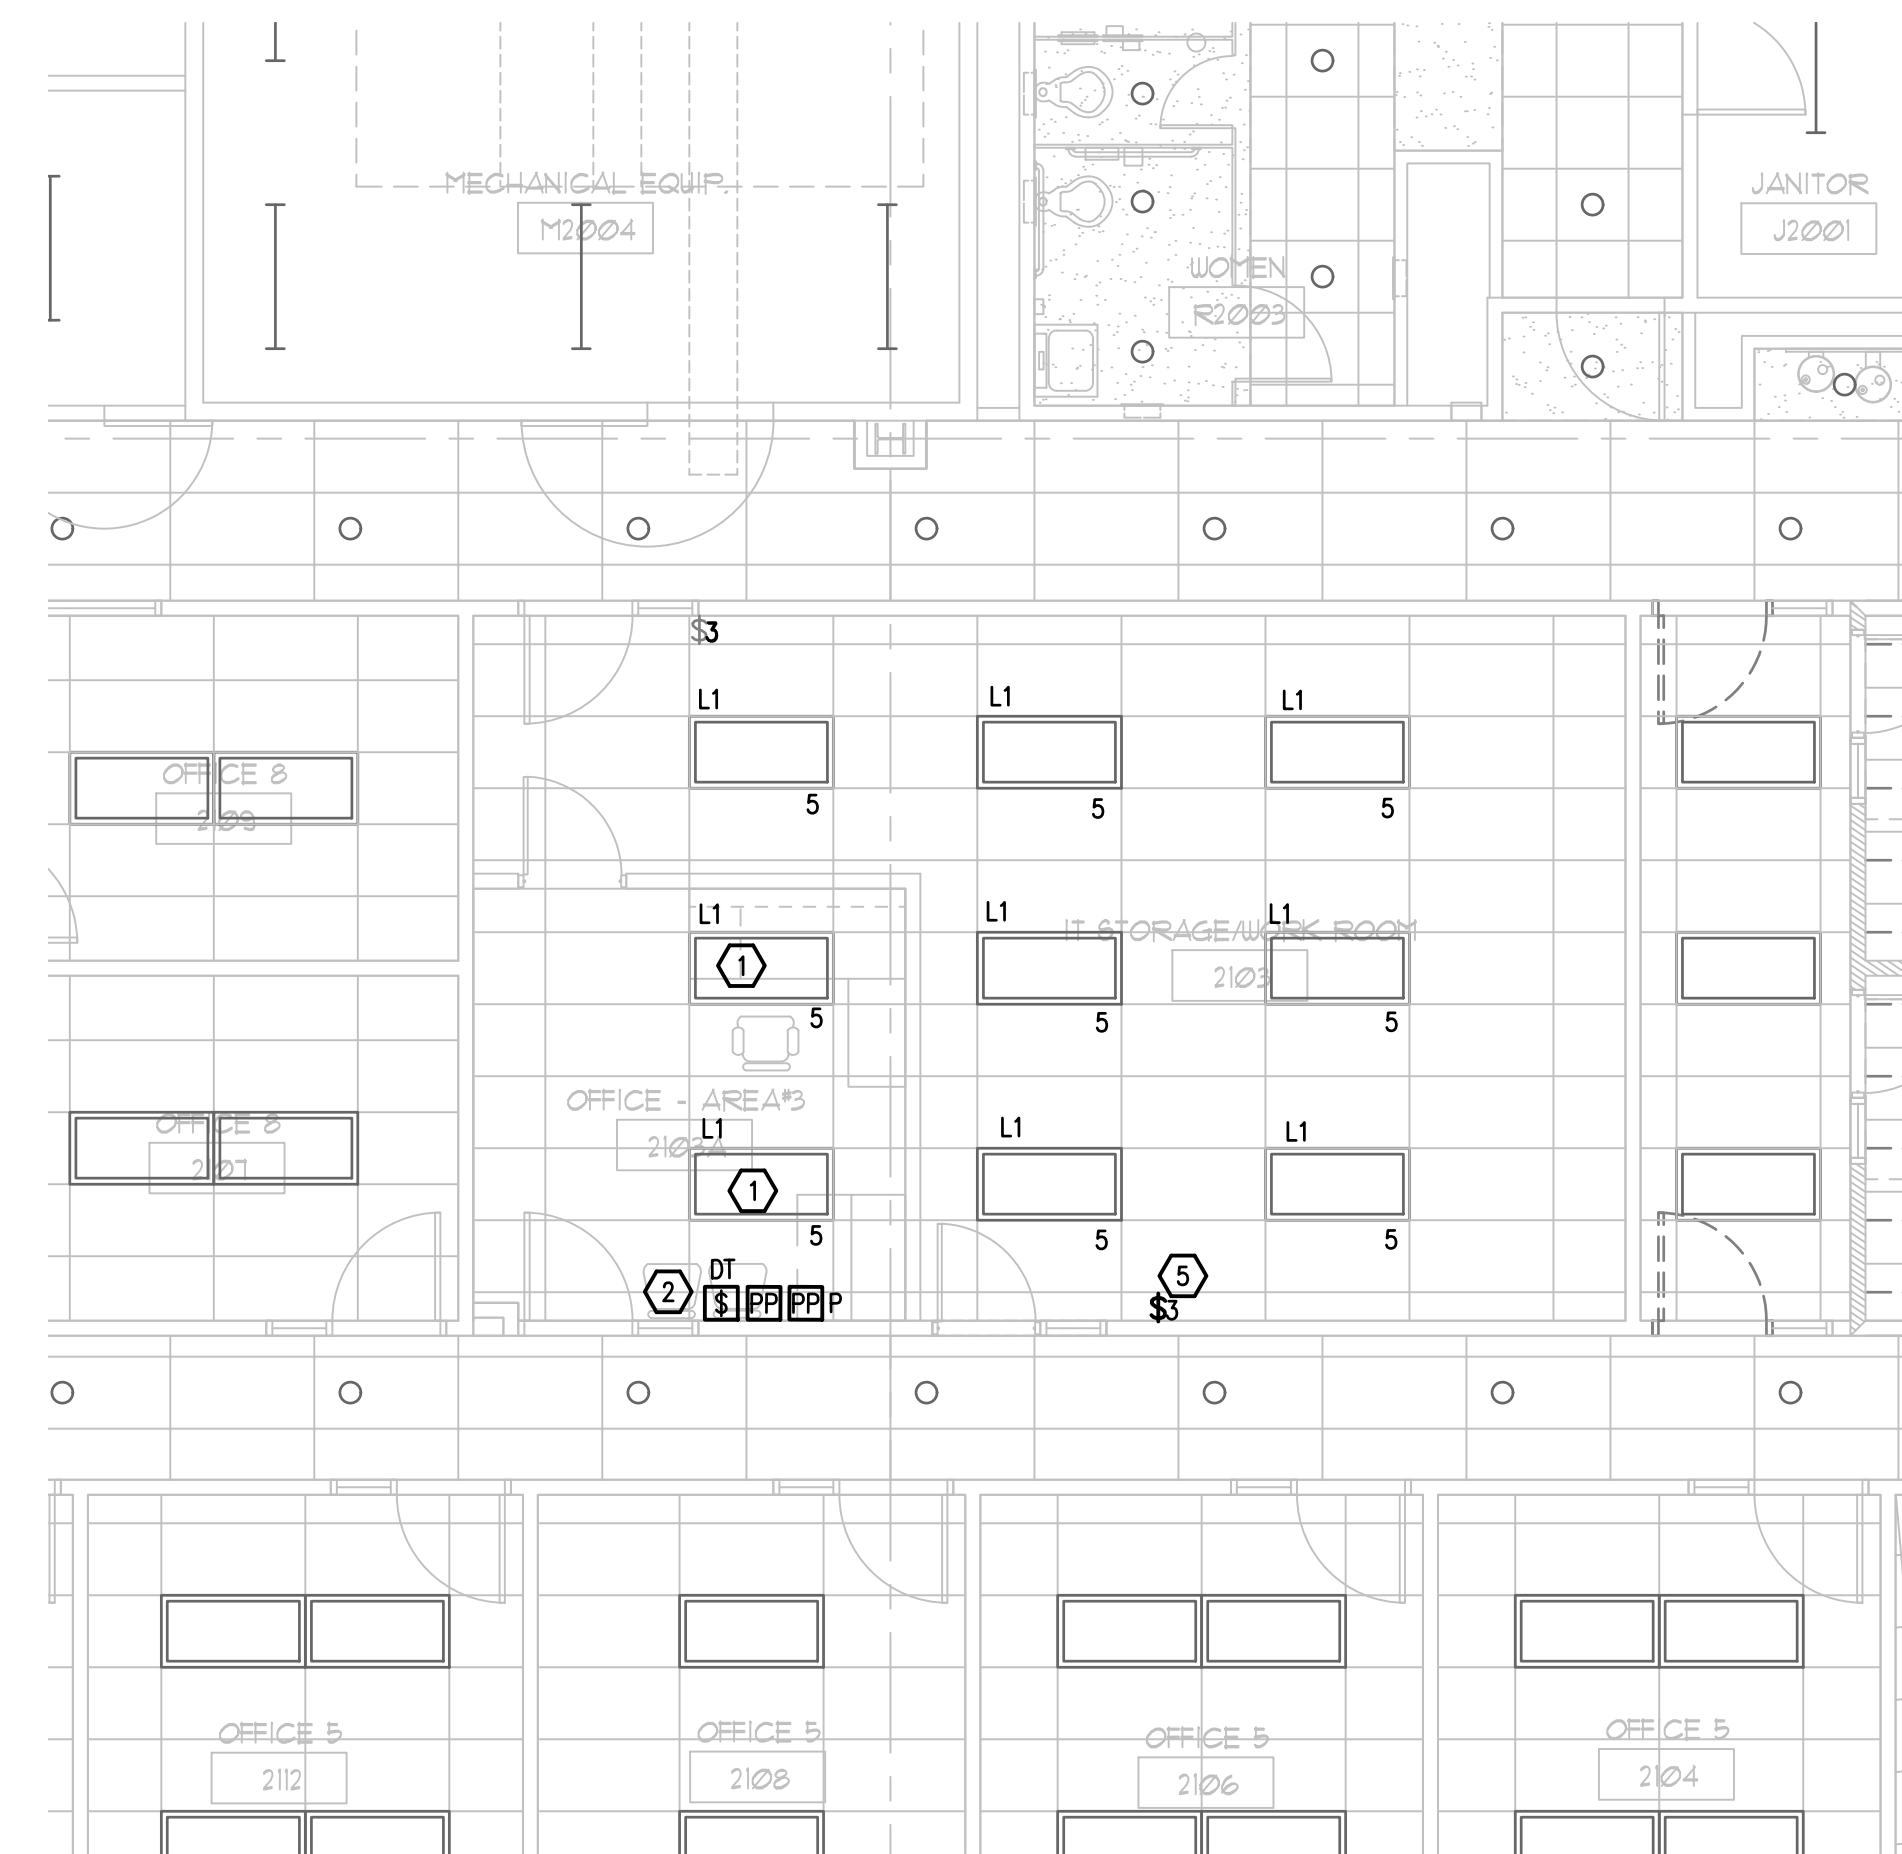 MECHANICAL EQUIP.
M2004
JANITOR
J2001
WOMEN
R2003
$3
L1
L1
L1
OFFICE 8
2109
5
5
5
L1
L1
L1
IT STORAGE/WORK ROOM
2103
1
5
5
5
OFFICE - AREA#3
2103A
L1
L1
L1
OFFICE 8
2107
1
5
5
5
DT
2
$ PP PP P
5
$3
OFFICE 5
2112
OFFICE 5
2108
OFFICE 5
2106
OFFICE 5
2104